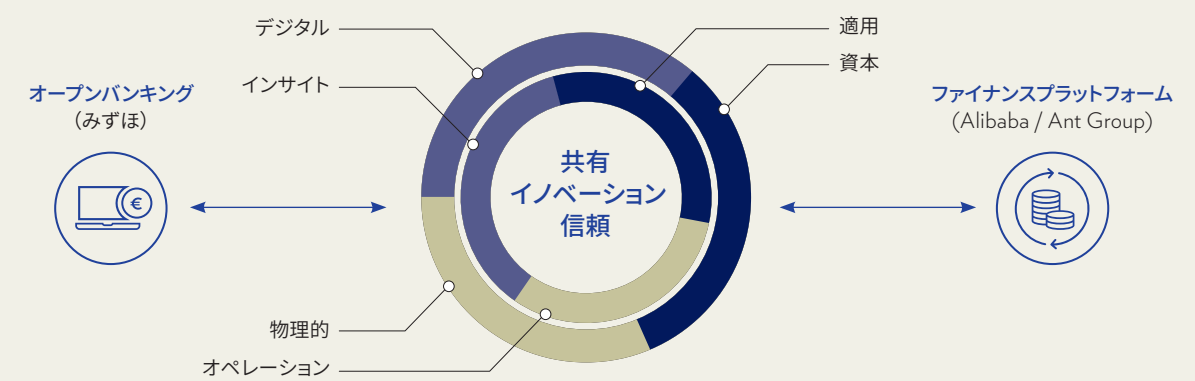 デジタル
インサイト
オープンバンキング
（みずほ）
€
共有
イノベーション
信頼
適用
資本
ファイナンスプラットフォーム
(Alibaba / Ant Group)
物理的
オペレーション